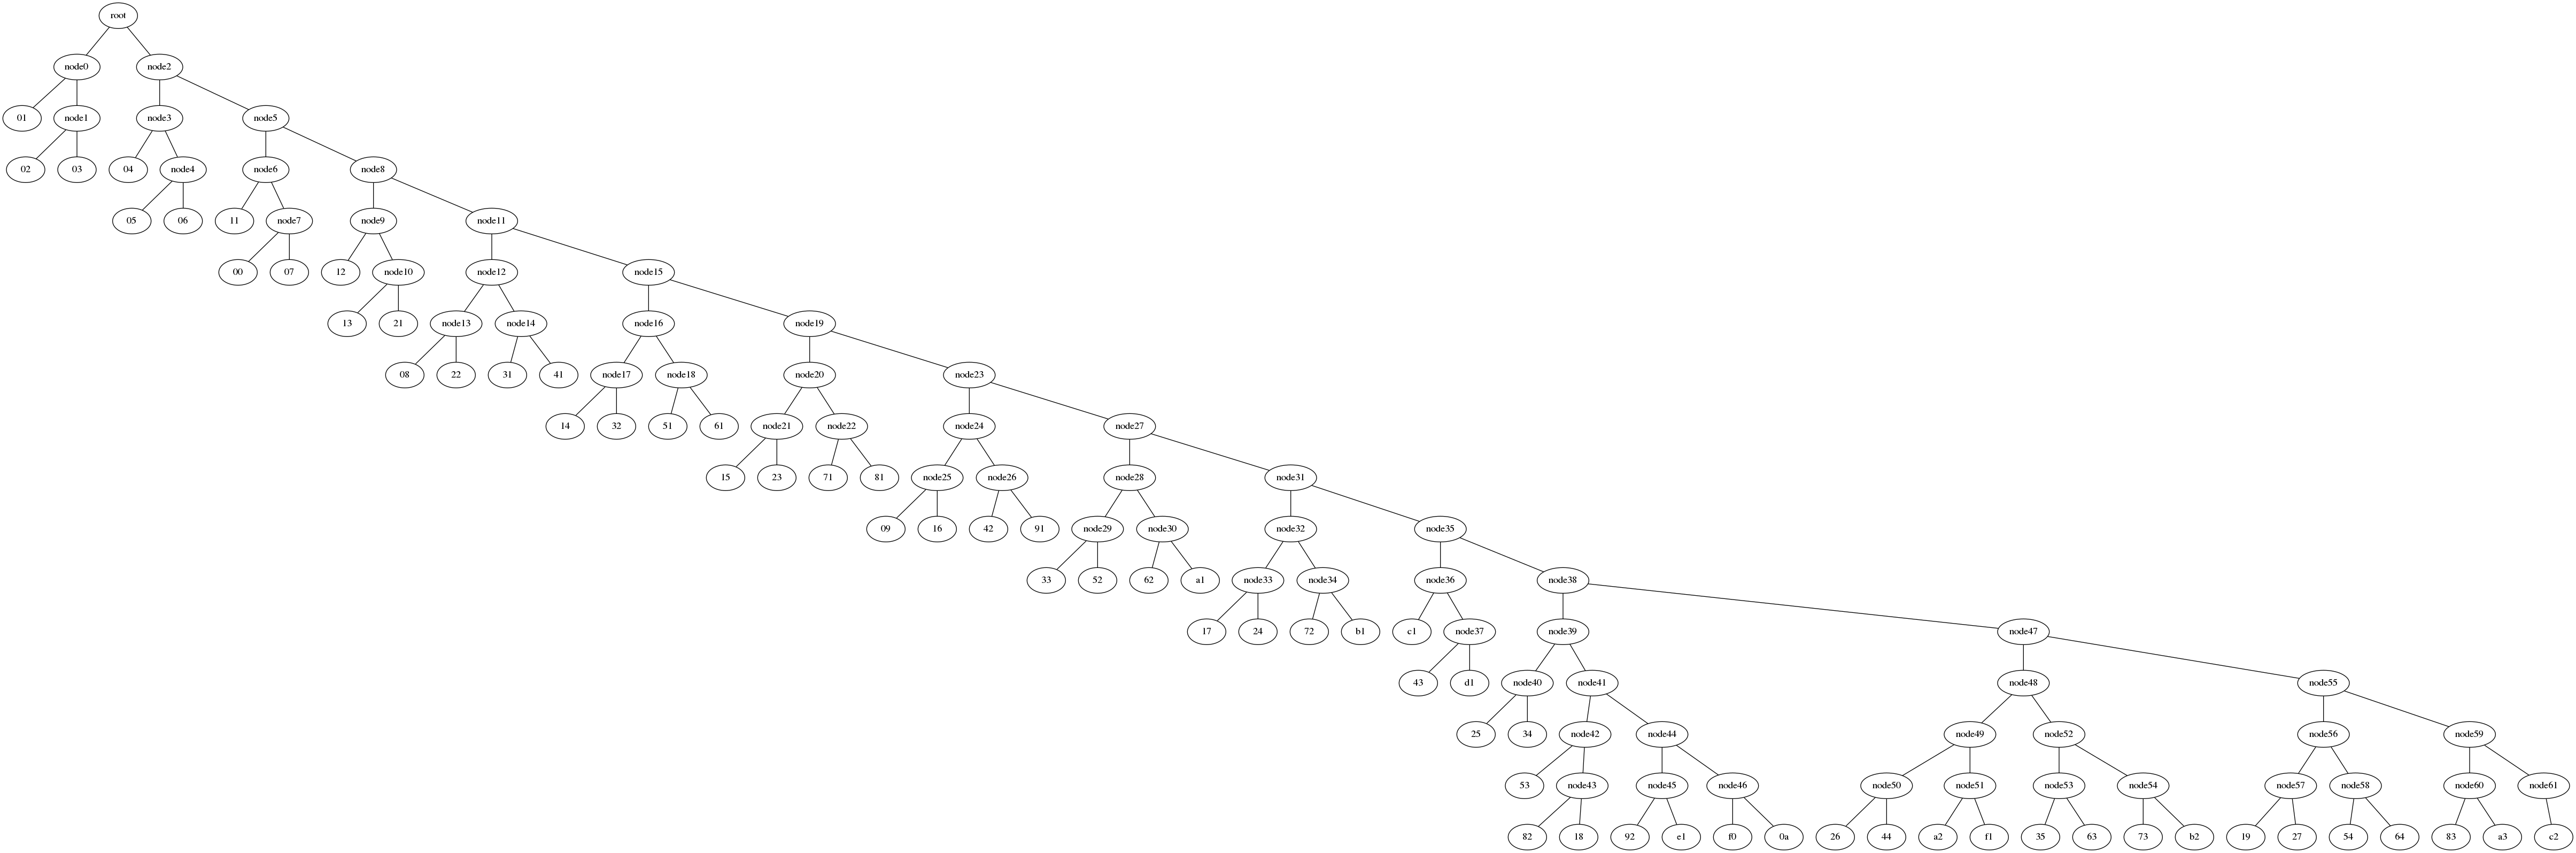 root
node0 node2
01 node1 node3 node5
02 03 04 node4 node6 node8
05 06 11 node7 node9 node11
00 07 12 node10 node12 node15
13 21 node13 node14 node16 node19
08 22 31 41 node17 node18 node20 node23
14 32 51 61 node21 node22 node24 node27
15 23 71 81 node25 node26 node28 node31
09 16 42 91 node29 node30 node32 node35
33 52 62 a1 node33 node34 node36 node38
17 24 72 b1 c1 node37 node39 node47
43 d1 node40 node41 node48 node55
25 34 node42 node44 node49 node52 node56 node59
53 node43 node45 node46 node50 node51 node53 node54 node57 node58 node60 node61
82 18 92 e1 f0 0a 26 44 a2 f1 35 63 73 b2 19 27 54 64 83 a3 c2